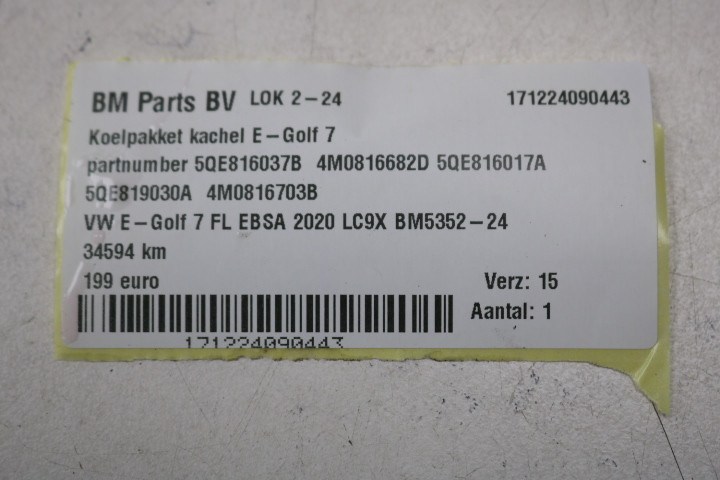 BM Parts BV LOK 2-24 171224090443
Koelpakket kachel E-Golf 7
partnumber 5QE816037B 4M0816682D 5QE816017A
5QE819030A 4M0816703B
VW E-Golf 7 FL EBSA 2020 LC9X BM5352-24
34594 km
199 euro Verz: 15
Aantal: 1
171224090443